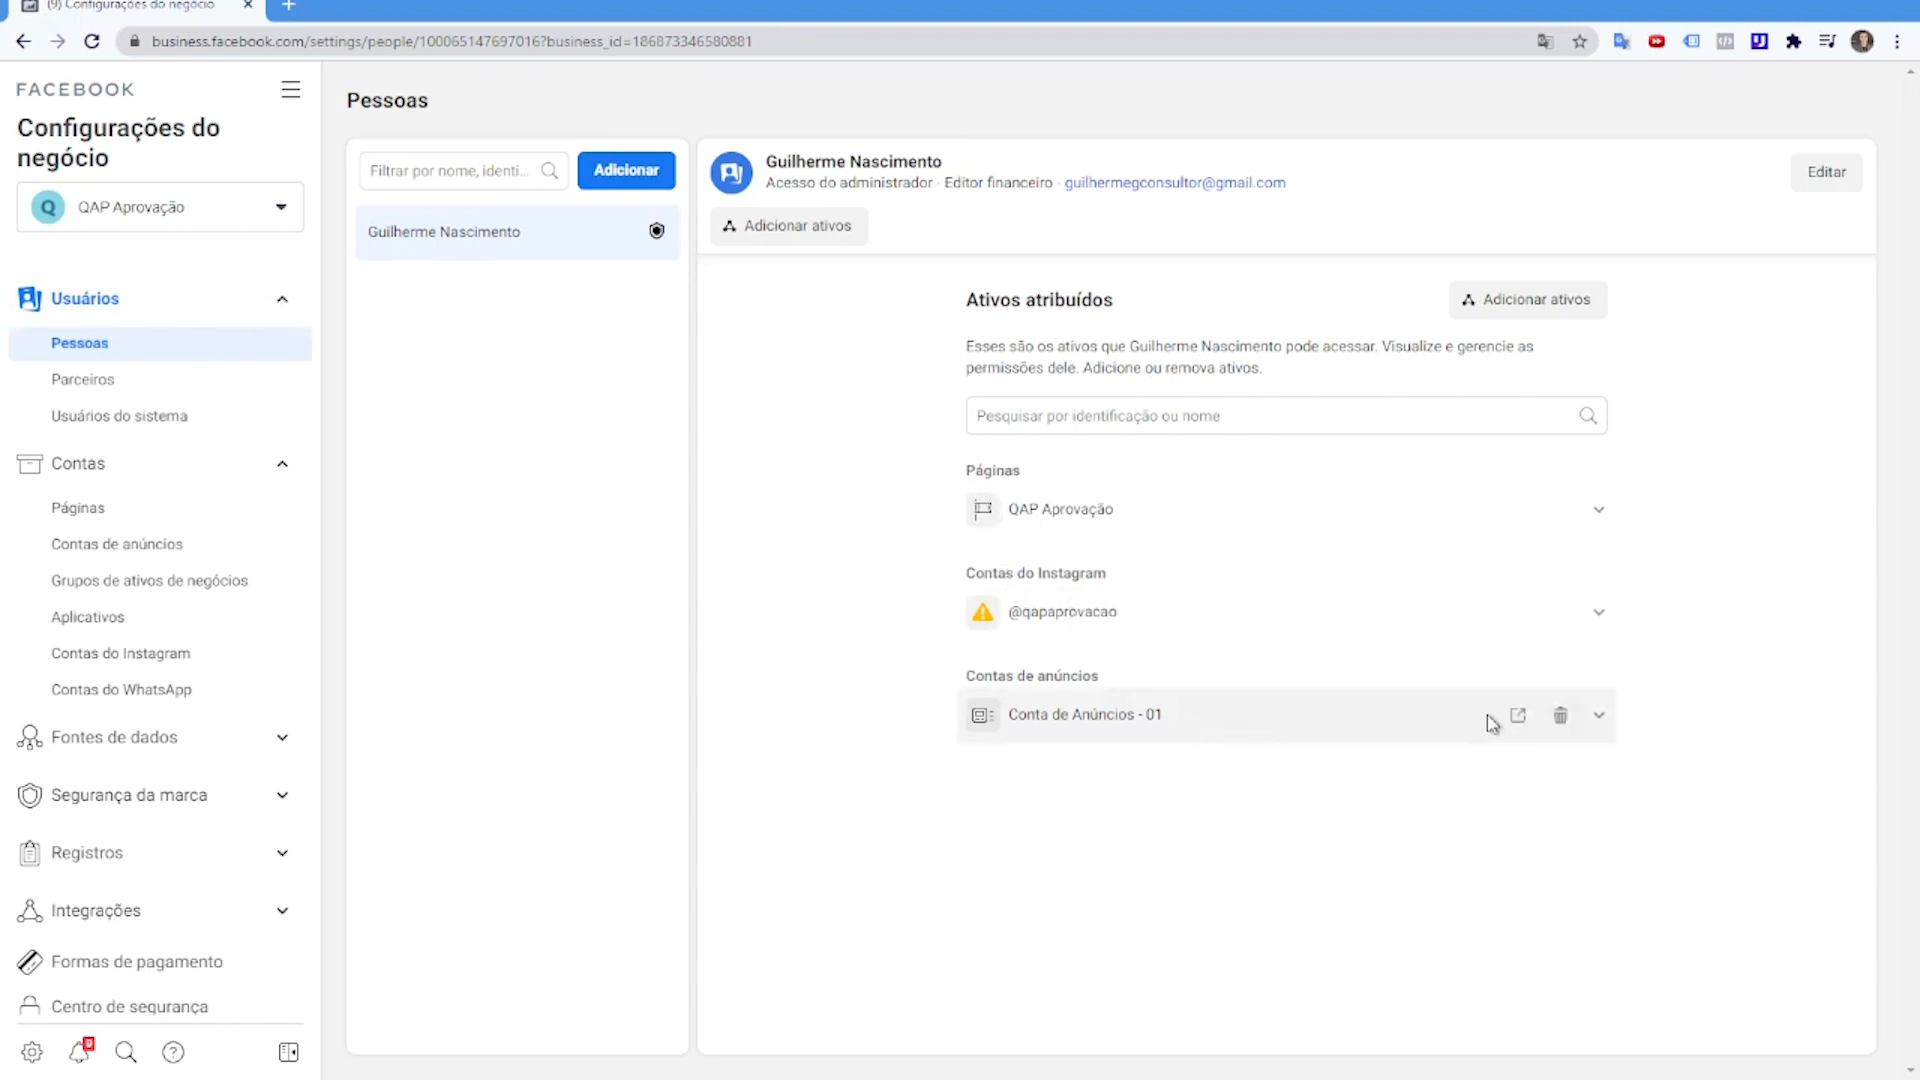 (9) Configurações do negócio
business.facebook.com/settings/people/100065147697016?business_id=186873346580881
FACEBOOK
Configurações do
negócio
Q QAP Aprovação
Usuários
Pessoas
Parceiros
Usuários do sistema
Contas
Páginas
Contas de anúncios
Grupos de ativos de negócios
Aplicativos
Contas do Instagram
Contas do WhatsApp
Fontes de dados
Segurança da marca
Registros
Integrações
Formas de pagamento
Centro de segurança
Pessoas
Filtrar por nome, identi...
Adicionar
Guilherme Nascimento
Guilherme Nascimento
Acesso do administrador · Editor financeiro · guilhermegconsultor@gmail.com
Editar
Adicionar ativos
Ativos atribuídos
Adicionar ativos
Esses são os ativos que Guilherme Nascimento pode acessar. Visualize e gerencie as
permissões dele. Adicione ou remova ativos.
Pesquisar por identificação ou nome
Páginas
QAP Aprovação
Contas do Instagram
@qapaprovacao
Contas de anúncios
Conta de Anúncios - 01